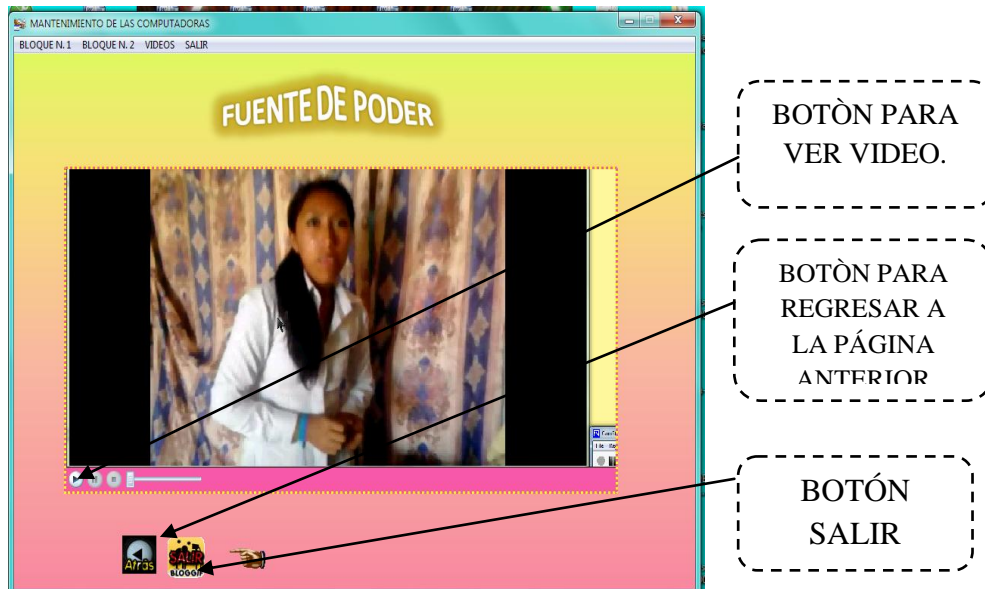 MANTENIMIENTO DE LAS COMPUTADORAS
BLOQUE N. 1 BLOQUE N. 2 VIDEOS SALIR
FUENTE DE PODER
BOTÒN PARA
VER VIDEO.
BOTÒN PARA
REGRESAR A
LA PÁGINA
ANTERIOR
BOTÓN
SALIR
Atras
SALIR